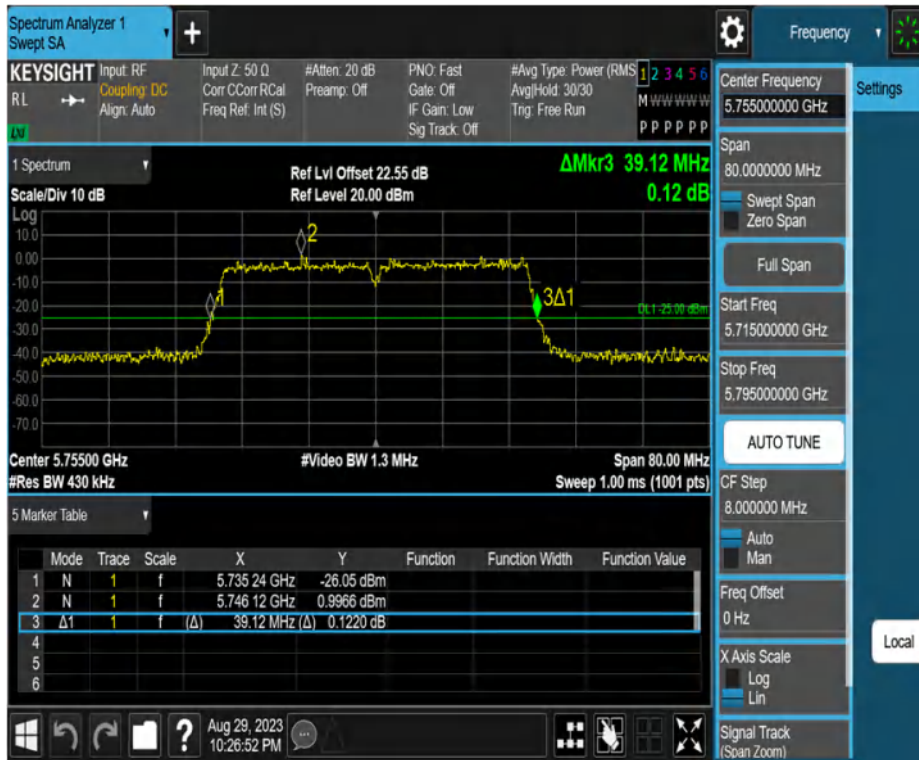 Spectrum Analyzer 1
Swept SA
+
Frequency
KEYSIGHT
RL
LXI
Input: RF
Coupling: DC
Align: Auto
Input Z: 50 Ω
Corr CCorr RCal
Freq Ref: Int (S)
#Atten: 20 dB
Preamp: Off
PNO: Fast
Gate: Off
IF Gain: Low
Sig Track: Off
#Avg Type: Power (RMS
Avg|Hold: 30/30
Trig: Free Run
1 2 3 4 5 6
M W W W W W
P P P P P P
1 Spectrum
Scale/Div 10 dB
Ref Lvl Offset 22.55 dB
Ref Level 20.00 dBm
ΔMkr3 39.12 MHz
0.12 dB
Log
10.0
0.00
-10.0
-20.0
-30.0
-40.0
-50.0
-60.0
-70.0
1
2
3Δ1
DL1 -25.00 dBm
Center 5.75500 GHz
#Video BW 1.3 MHz
Span 80.00 MHz
#Res BW 430 kHz
Sweep 1.00 ms (1001 pts)
5 Marker Table
Mode Trace Scale X Y Function Function Width Function Value
1 N 1 f 5.735 24 GHz -26.05 dBm
2 N 1 f 5.746 12 GHz 0.9966 dBm
3 Δ1 1 f (Δ) 39.12 MHz (Δ) 0.1220 dB
4
5
6
?
Aug 29, 2023
10:26:52 PM
Center Frequency
5.755000000 GHz
Span
80.0000000 MHz
Swept Span
Zero Span
Full Span
Start Freq
5.715000000 GHz
Stop Freq
5.795000000 GHz
AUTO TUNE
CF Step
8.000000 MHz
Auto
Man
Freq Offset
0 Hz
X Axis Scale
Log
Lin
Signal Track
(Span Zoom)
Settings
Local